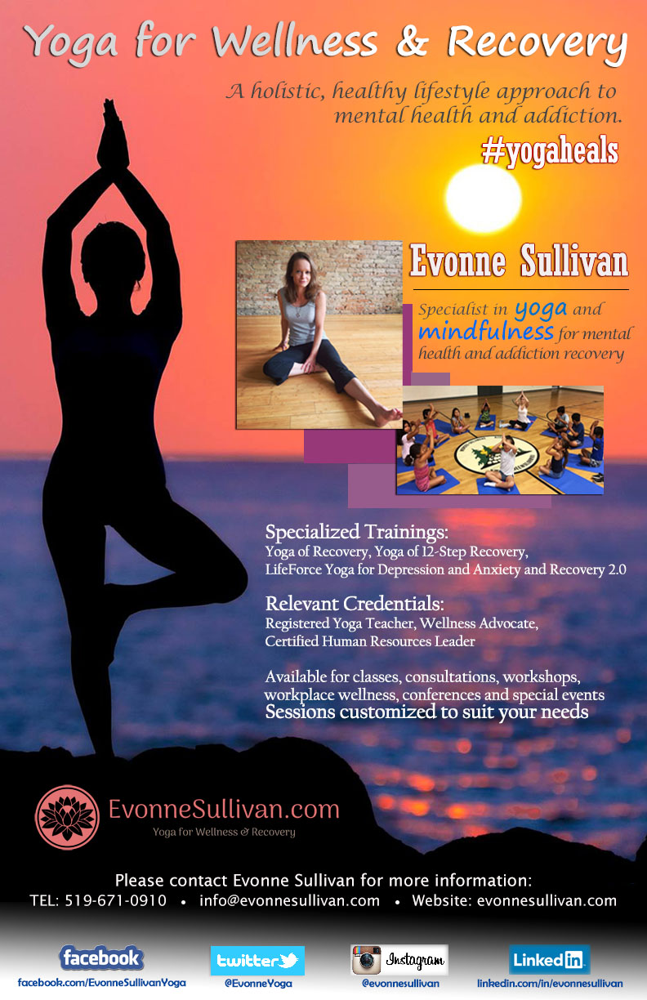 Yoga for Wellness & Recovery
A holistic, healthy lifestyle approach to
mental health and addiction.
#yogaheals
Evonne Sullivan
Specialist in yoga and
mindfulness for mental
health and addiction recovery
Specialized Trainings:
Yoga of Recovery, Yoga of 12-Step Recovery,
LifeForce Yoga for Depression and Anxiety and Recovery 2.0
Relevant Credentials:
Registered Yoga Teacher, Wellness Advocate,
Certified Human Resources Leader
Available for classes, consultations, workshops,
workplace wellness, conferences and special events
Sessions customized to suit your needs
EvonneSullivan.com
Yoga for Wellness & Recovery
Please contact Evonne Sullivan for more information:
TEL: 519-671-0910 • info@evonnesullivan.com • Website: evonnesullivan.com
facebook twitter Instagram Linked in
facebook.com/EvonneSullivanYoga @EvonneYoga @evonnesullivan linkedin.com/in/evonnesullivan